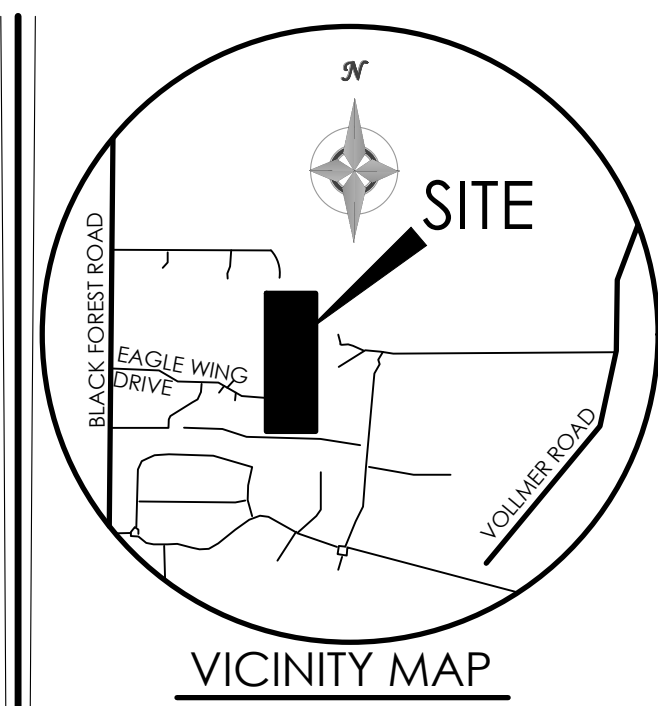 N
SITE
BLACK FOREST ROAD
EAGLE WING
DRIVE
VOLLMER ROAD
VICINITY MAP